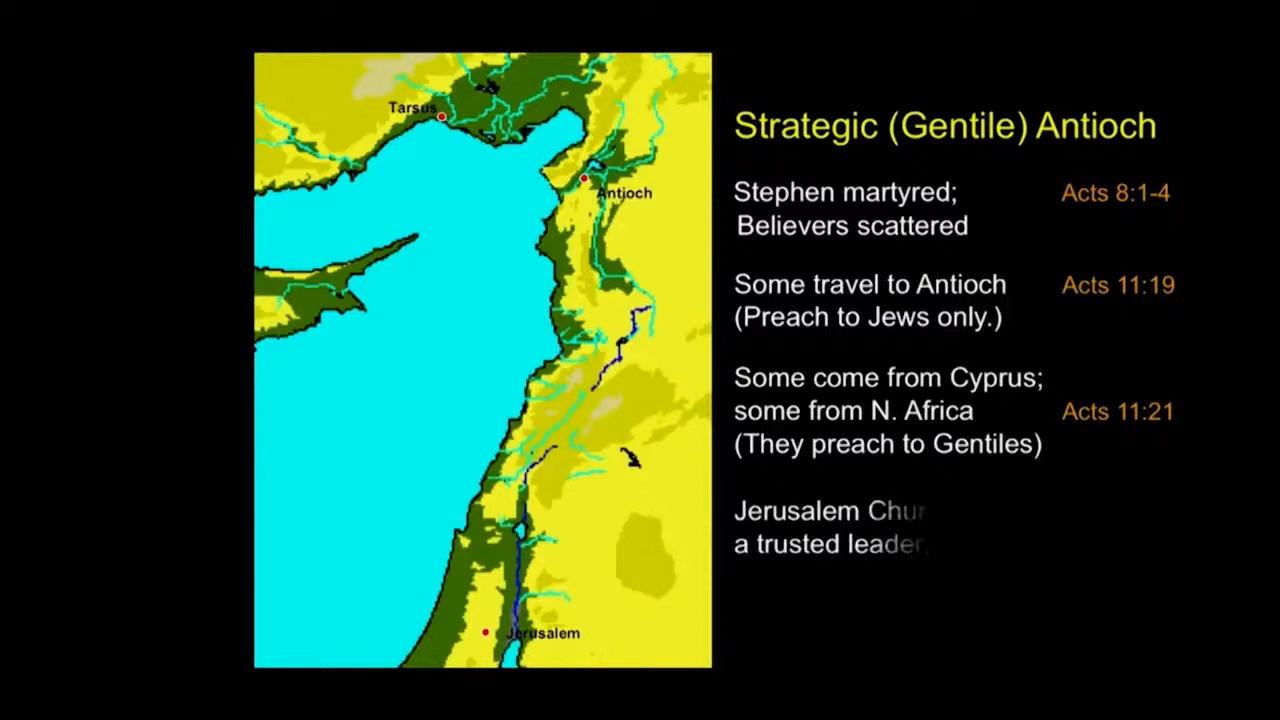 Tarsus
Antioch
Jerusalem
Strategic (Gentile) Antioch
Stephen martyred; Acts 8:1-4
Believers scattered
Some travel to Antioch Acts 11:19
(Preach to Jews only.)
Some come from Cyprus;
some from N. Africa Acts 11:21
(They preach to Gentiles)
Jerusalem
a trusted leader,